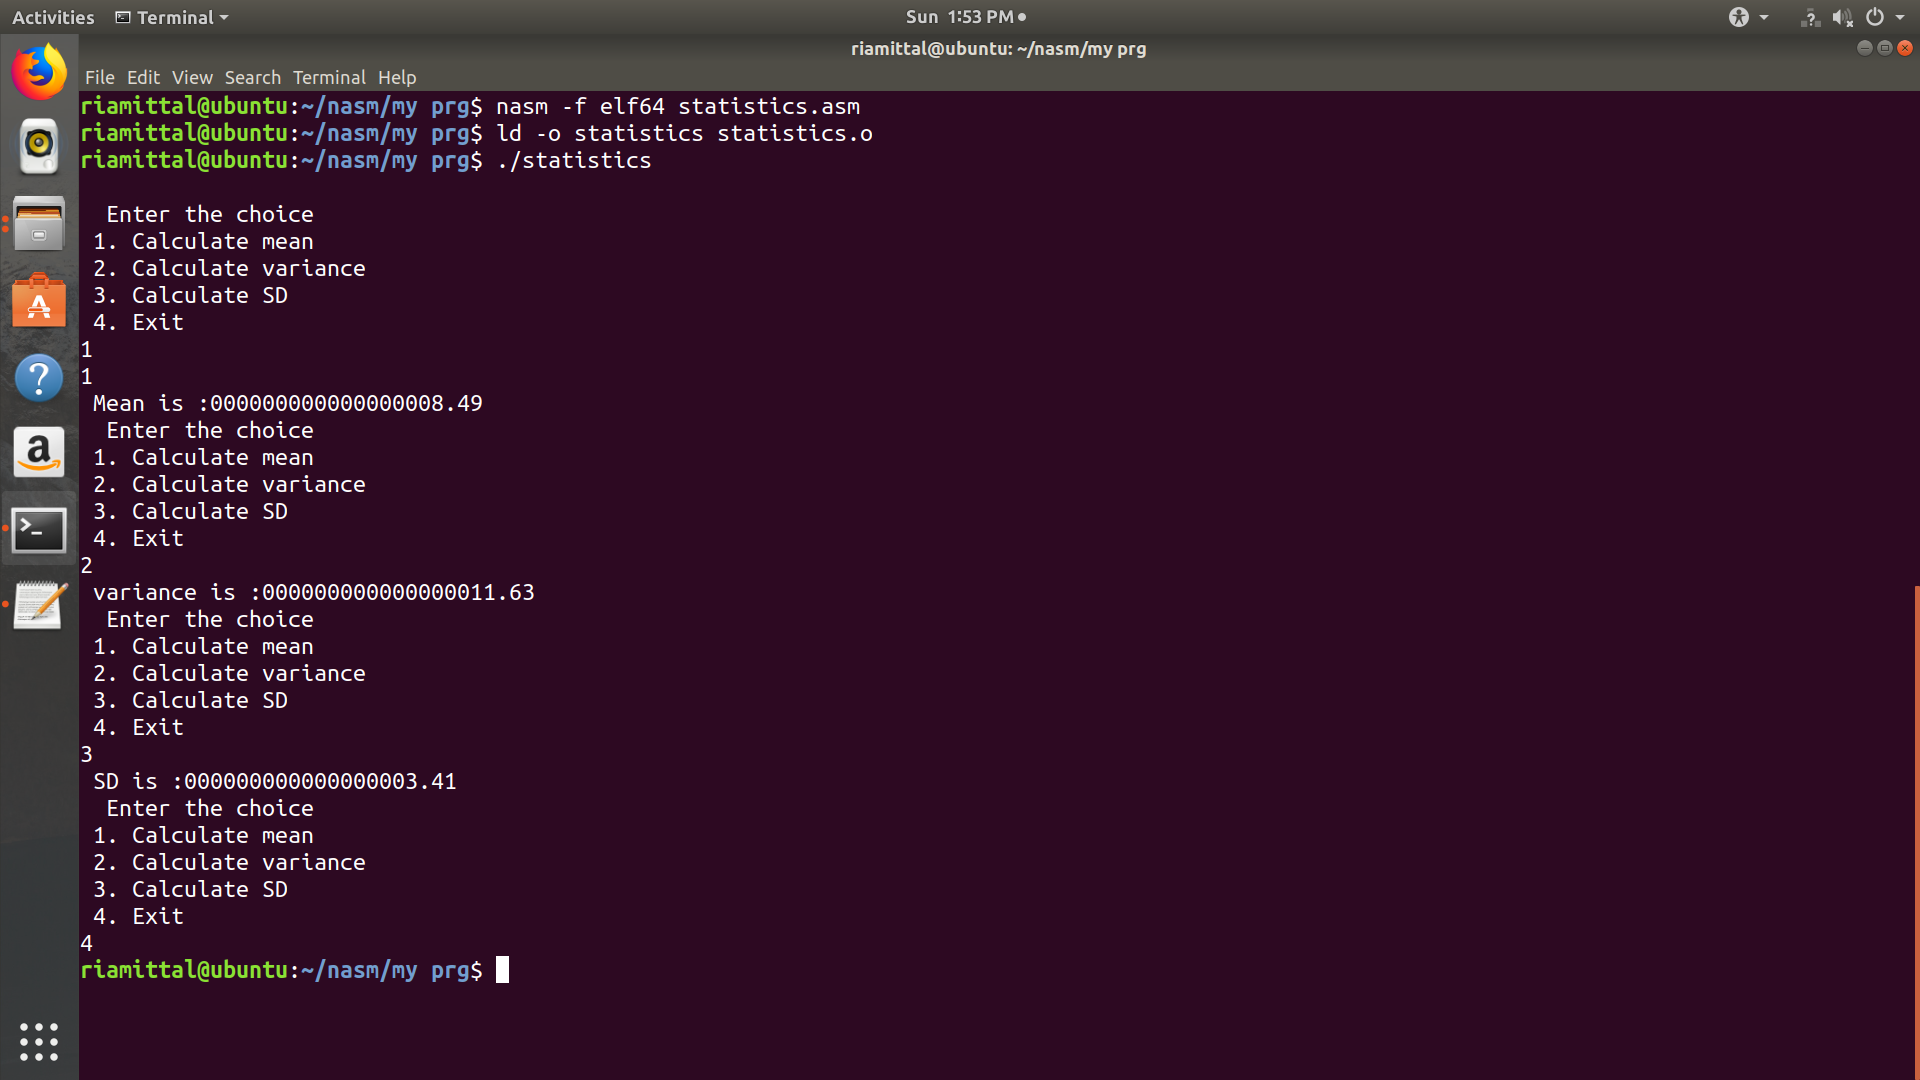 Activities Terminal Sun 1:53 PM
riamittal@ubuntu: ~/nasm/my prg
File Edit View Search Terminal Help
riamittal@ubuntu:~/nasm/my prg$ nasm -f elf64 statistics.asm
riamittal@ubuntu:~/nasm/my prg$ ld -o statistics statistics.o
riamittal@ubuntu:~/nasm/my prg$ ./statistics
Enter the choice
1. Calculate mean
2. Calculate variance
3. Calculate SD
4. Exit
1
1
Mean is :000000000000000008.49
Enter the choice
1. Calculate mean
2. Calculate variance
3. Calculate SD
4. Exit
2
variance is :000000000000000011.63
Enter the choice
1. Calculate mean
2. Calculate variance
3. Calculate SD
4. Exit
3
SD is :000000000000000003.41
Enter the choice
1. Calculate mean
2. Calculate variance
3. Calculate SD
4. Exit
4
riamittal@ubuntu:~/nasm/my prg$